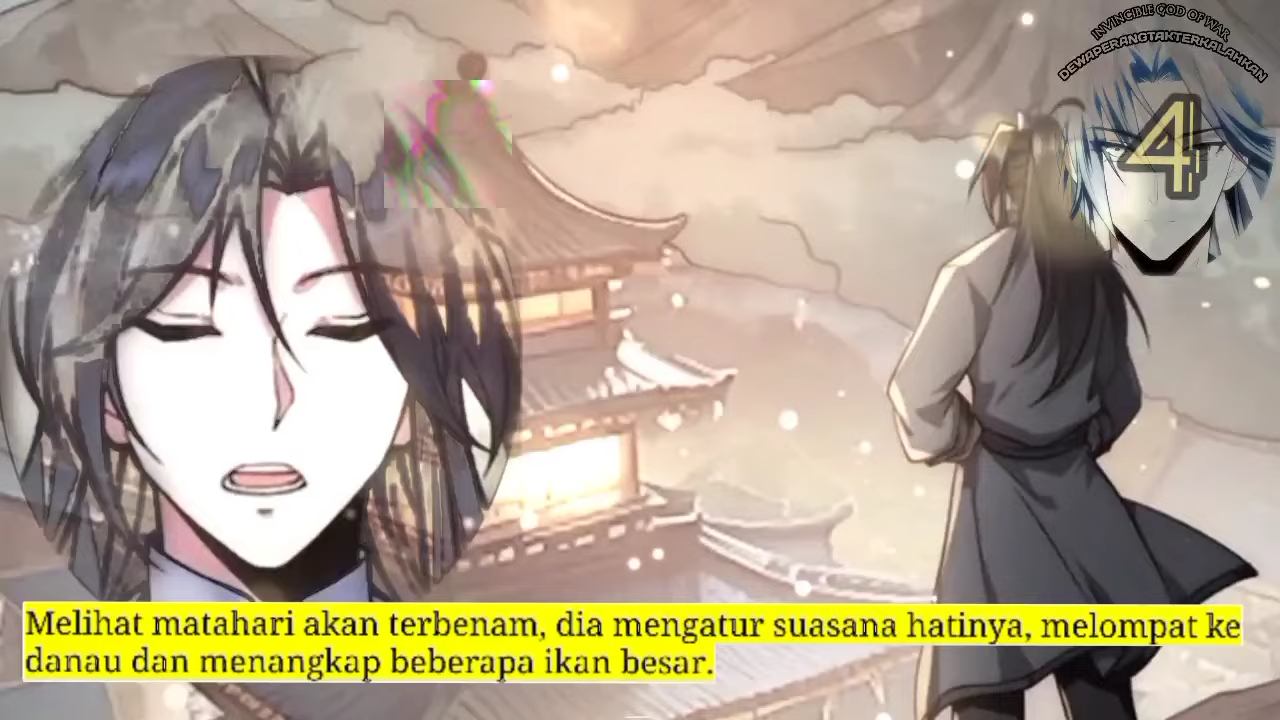 INVINCIBLE GOD OF WAR
DEWAPERANGTAKTERKALAHKAN
4
Melihat matahari akan terbenam, dia mengatur suasana hatinya, melompat ke
danau dan menangkap beberapa ikan besar.